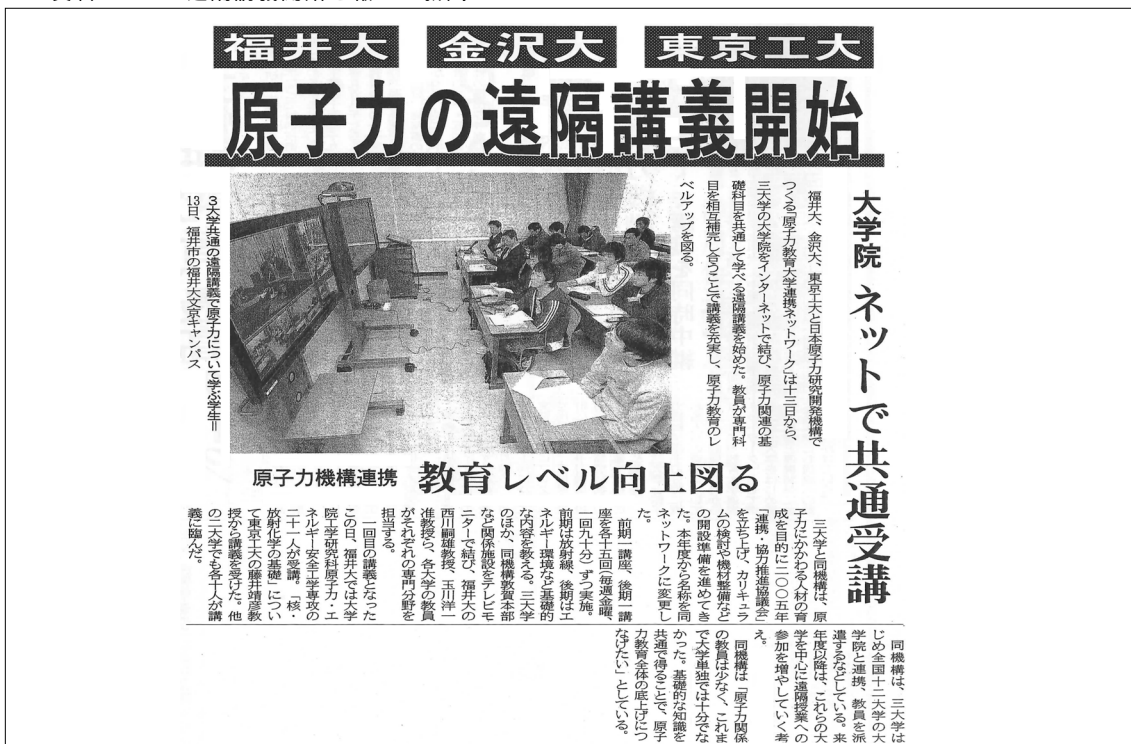 福井大 金沢大 東京工大
原子力の遠隔講義開始
大学院 ネットで共通受講
福井大、金沢大、東京工大と日本原子力研究開発機構で
つくる「原子力教育大学連携ネットワーク」は十三日から、
三大学の大学院をインターネットで結び、原子力関連の基
礎科目を共通して学べる遠隔講義を始めた。教員が専門科
目を相互補完し合うことで講義を充実し、原子力教育のレ
ベルアップを図る。
3大学共通の遠隔講義で原子力について学ぶ学生=
13日、福井市の福井大文京キャンパス
原子力機構連携 教育レベル向上図る
三大学と同機構は、原
子力にかかわる人材の育
成を目的に二〇〇五年
「連携・協力推進協議会」
を立ち上げ、カリキュラ
ムの検討や機材整備など
の開設準備を進めてき
た。本年度から名称を同
ネットワークに変更し
た。
前期一講座、後期一講
座を各十五回(毎週金曜、
一回九十分)ずつ実施。
前期は放射線、後期はエ
ネルギー環境など基礎的
な内容を教える。三大学
のほか、同機構敦賀本部
など関係施設をテレビモ
ニターで結び、福井大の
西川嗣雄教授、玉川洋一
准教授ら、各大学の教員
がそれぞれの専門分野を
担当する。
一回目の講義となった
この日、福井大では大学
院工学研究科原子力・エ
ネルギー安全工学専攻の
二十一人が受講。「核・
放射化学の基礎」につい
て東京工大の藤井靖彦教
授から講義を受けた。他
の二大学でも各十人が講
義に臨んだ。
同機構は、三大学は
じめ全国十二大学の大
学院と連携、教員を派
遣するなどしている。来
年度以降は、これらの大
学を中心に遠隔授業への
参加を増やしていく考
え。
同機構は「原子力関係
の教員は少なく、これま
で大学単独では十分でな
かった。基礎的な知識を
共通で得ることで、原子
力教育全体の底上げにつ
なげたい」としている。